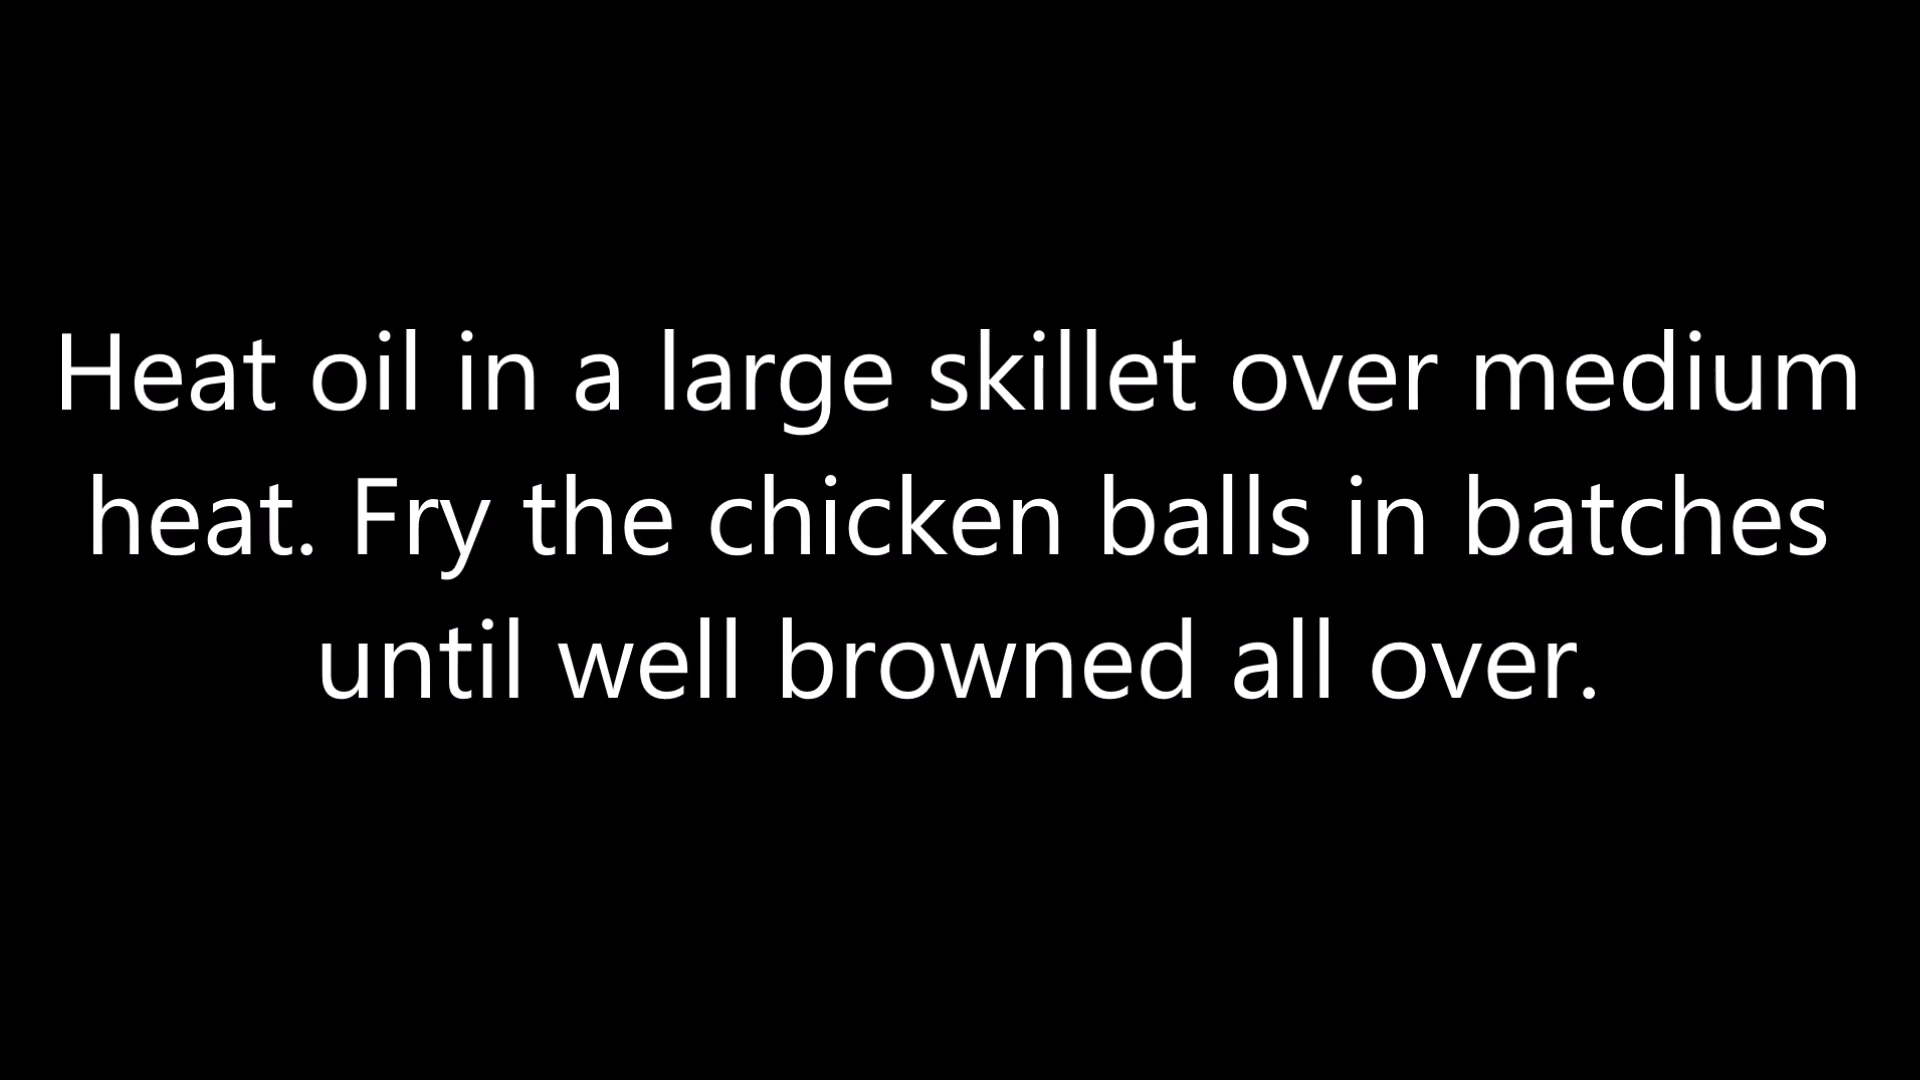 Heat oil in a large skillet over medium
heat. Fry the chicken balls in batches
until well browned all over.